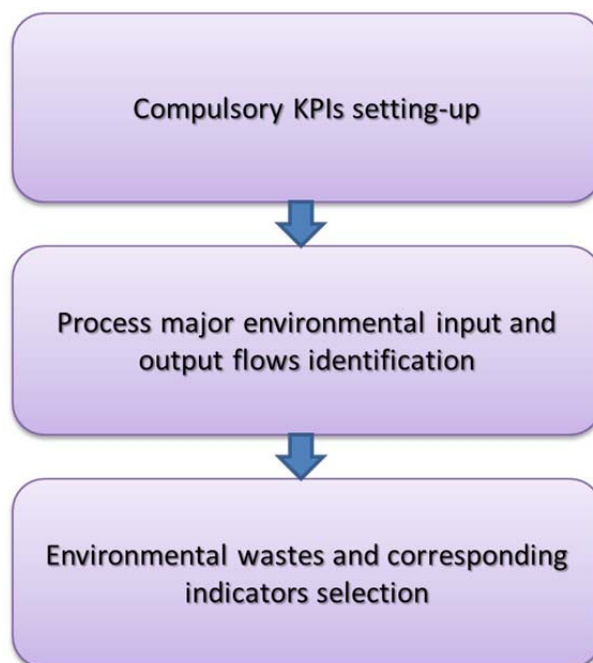 Compulsory KPIs setting-up
Process major environmental input and
output flows identification
Environmental wastes and corresponding
indicators selection